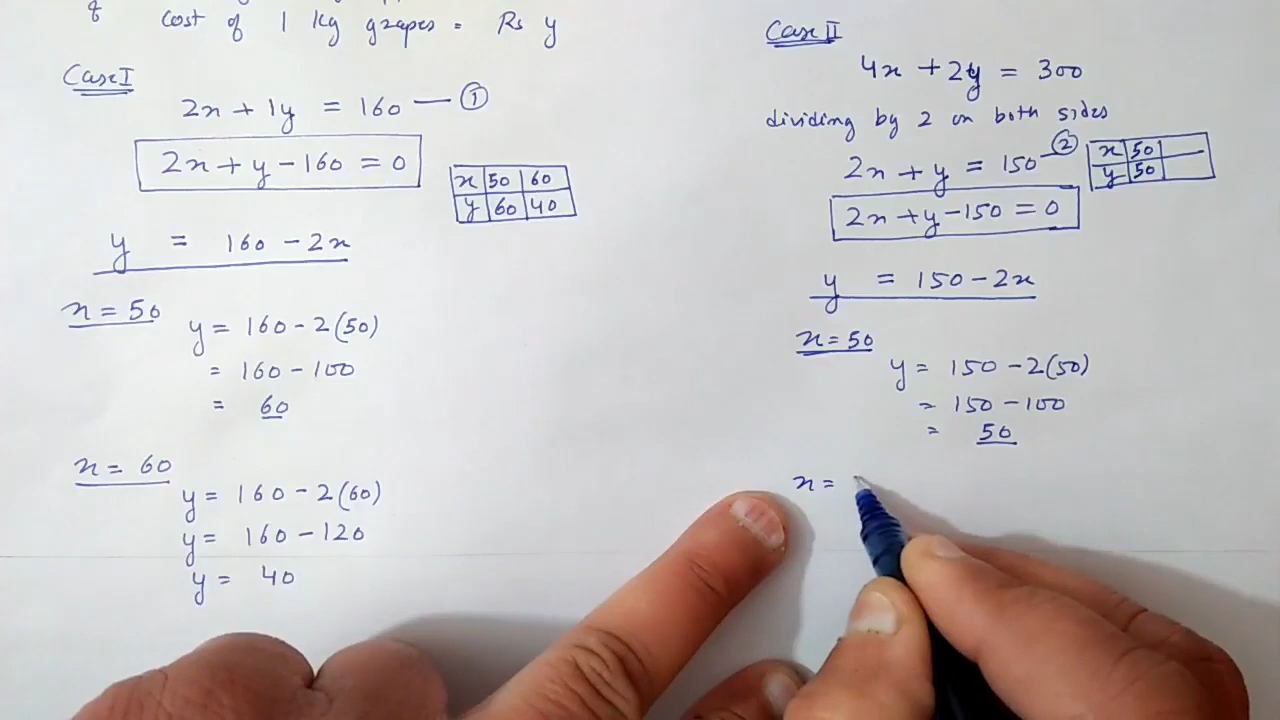 cost of 1 kg grapes = Rs y
Case I
2x + 1y = 160 — ①
2x + y - 160 = 0
x 50 60
y 60 40
y = 160 - 2x
x = 50
y = 160 - 2(50)
= 160 - 100
= 60
x = 60
y = 160 - 2(60)
y = 160 - 120
y = 40
Case II
4x + 2y = 300
dividing by 2 on both sides
2x + y = 150 — ②
x 50
y 50
2x + y - 150 = 0
y = 150 - 2x
x = 50
y = 150 - 2(50)
= 150 - 100
= 50
x =